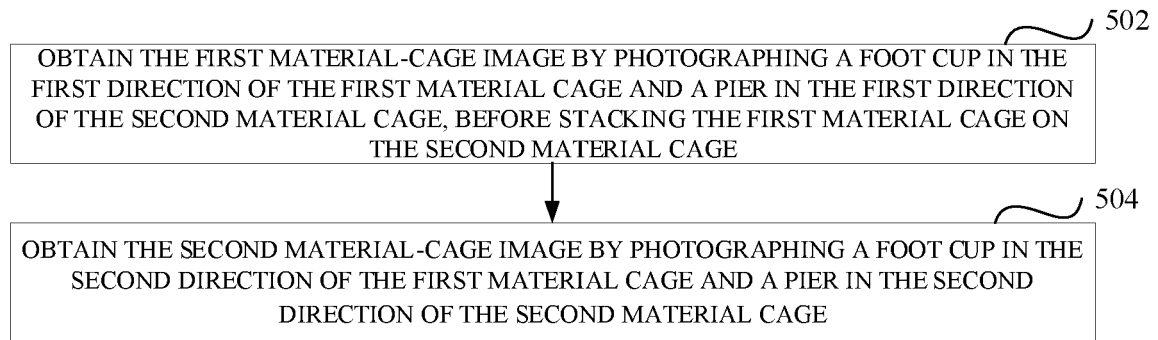 502
OBTAIN THE FIRST MATERIAL-CAGE IMAGE BY PHOTOGRAPHING A FOOT CUP IN THE
FIRST DIRECTION OF THE FIRST MATERIAL CAGE AND A PIER IN THE FIRST DIRECTION
OF THE SECOND MATERIAL CAGE, BEFORE STACKING THE FIRST MATERIAL CAGE ON
THE SECOND MATERIAL CAGE
504
OBTAIN THE SECOND MATERIAL-CAGE IMAGE BY PHOTOGRAPHING A FOOT CUP IN THE
SECOND DIRECTION OF THE FIRST MATERIAL CAGE AND A PIER IN THE SECOND
DIRECTION OF THE SECOND MATERIAL CAGE